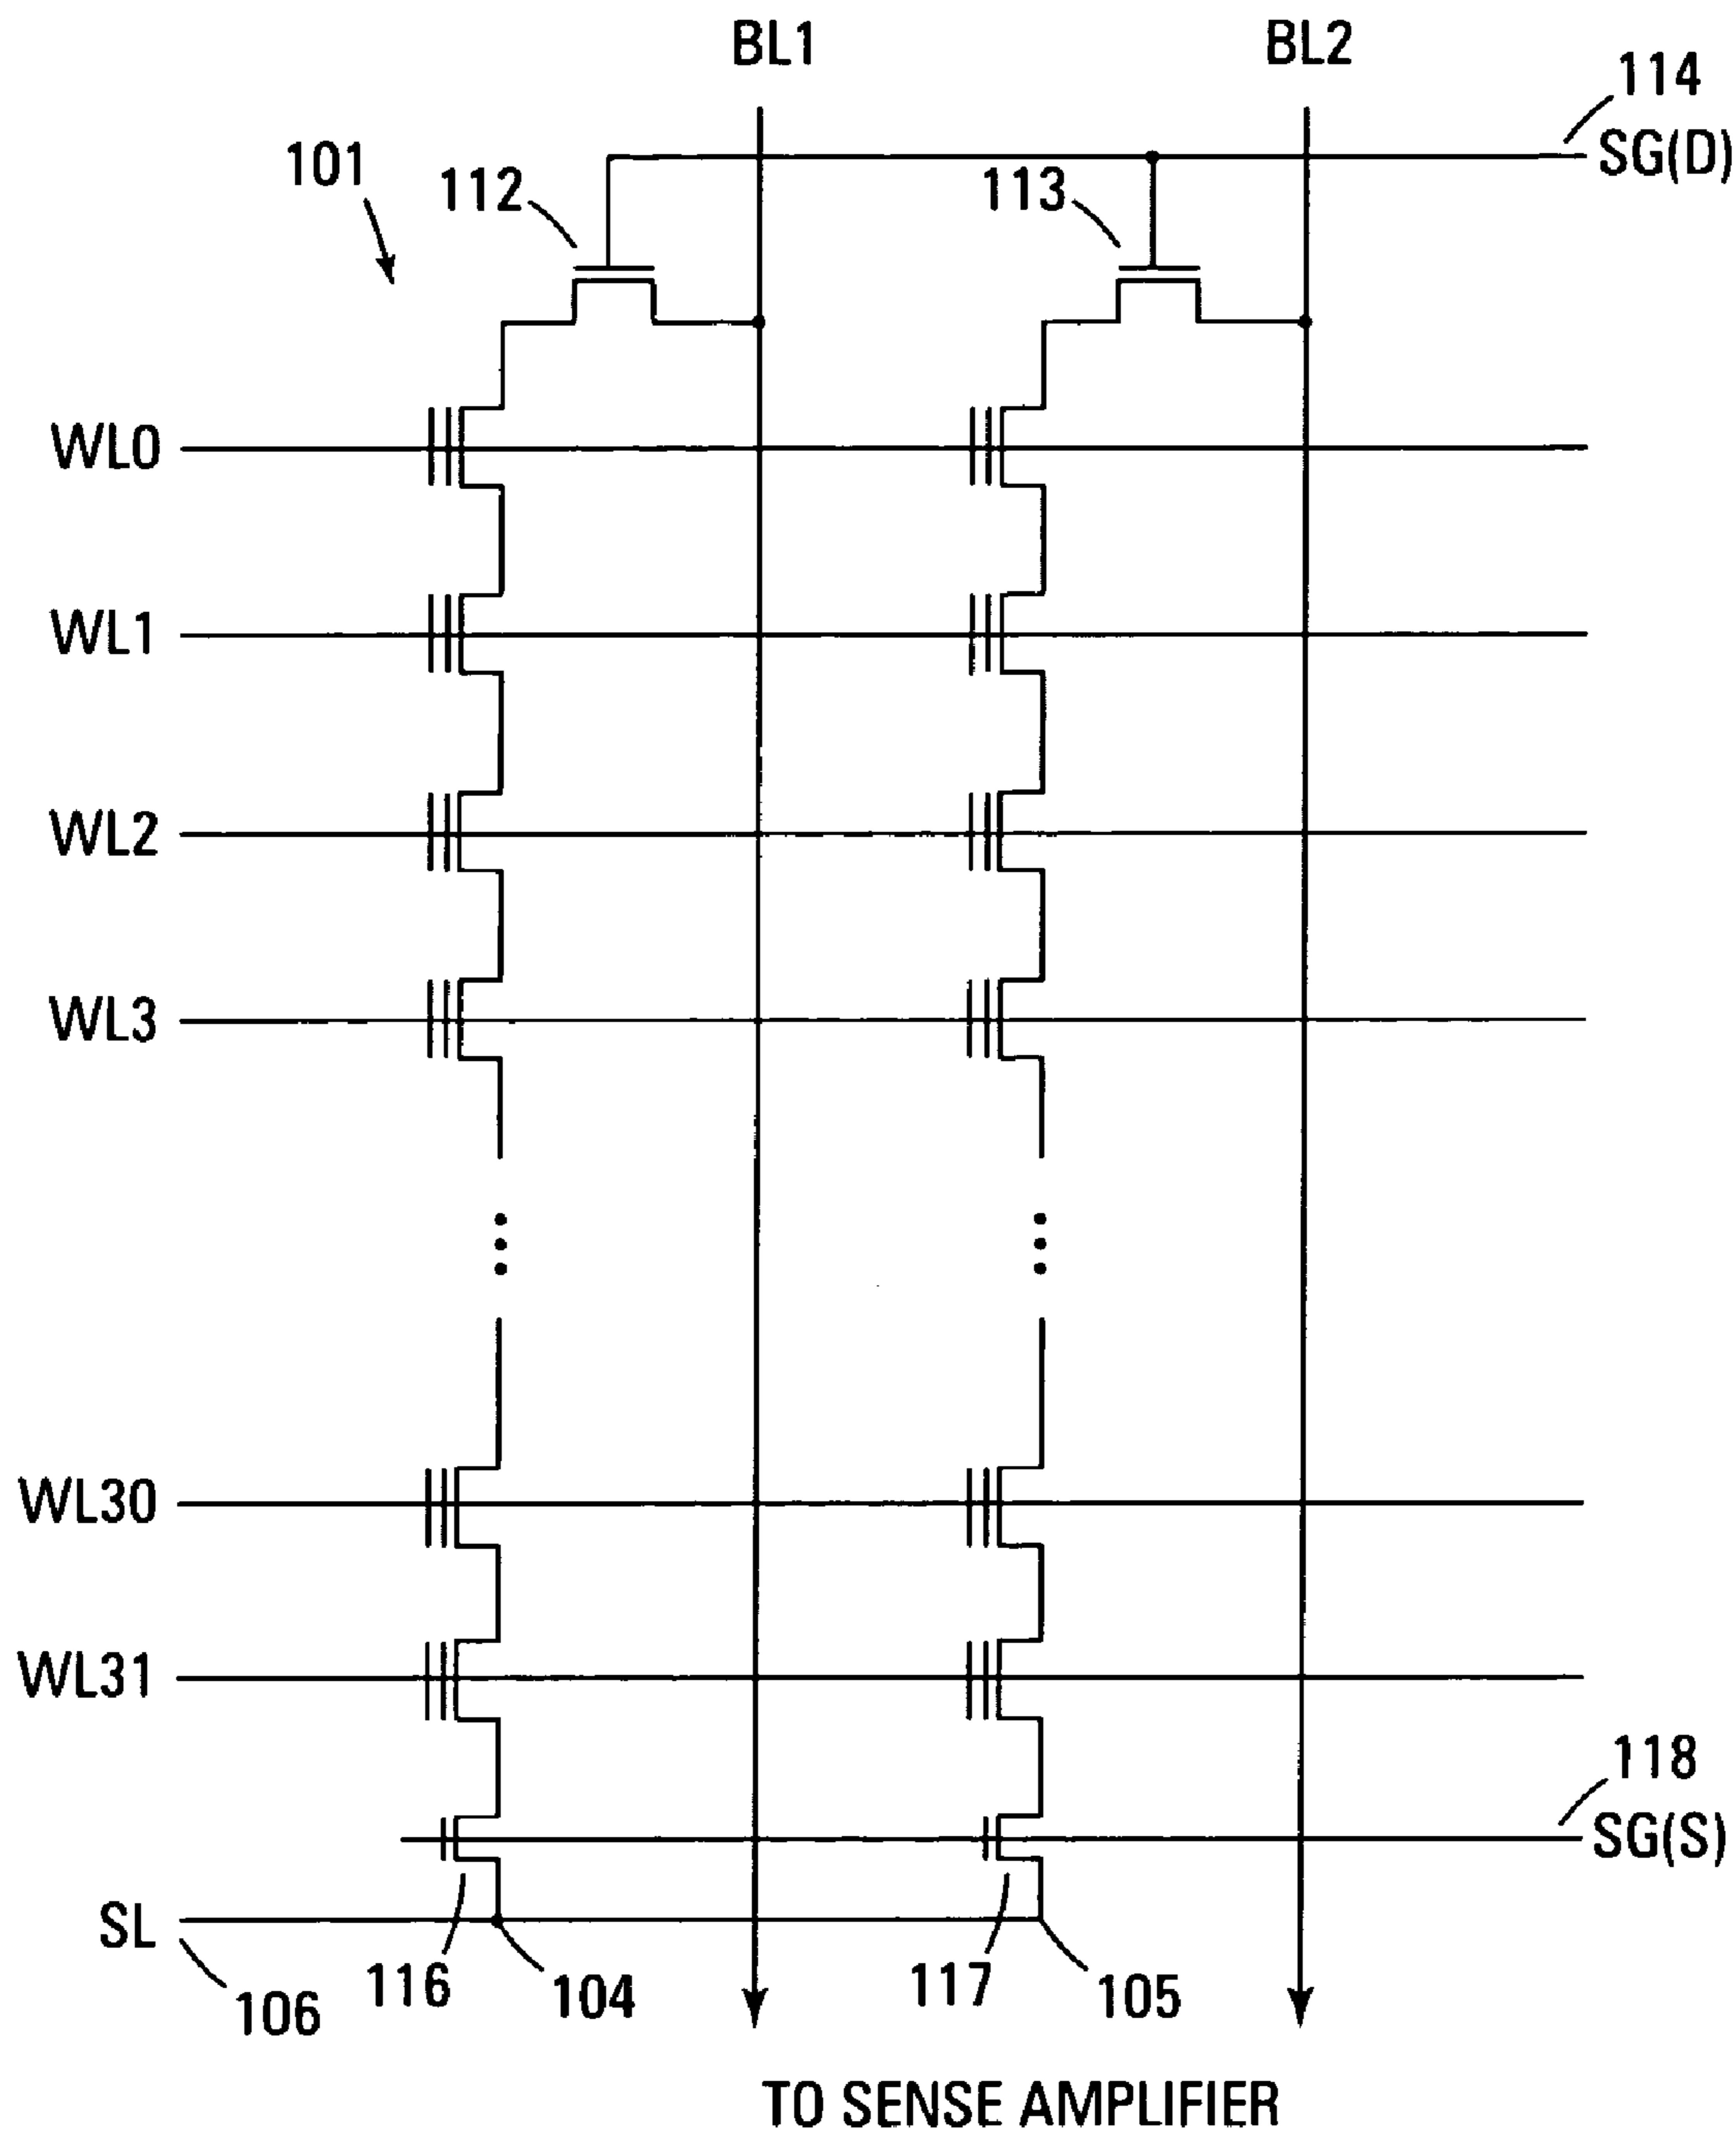 BL1
BL2
114
SG(D)
101
112
113
WL0
WL1
WL2
WL3
WL30
WL31
118
SG(S)
SL
106
116
104
117
105
TO SENSE AMPLIFIER